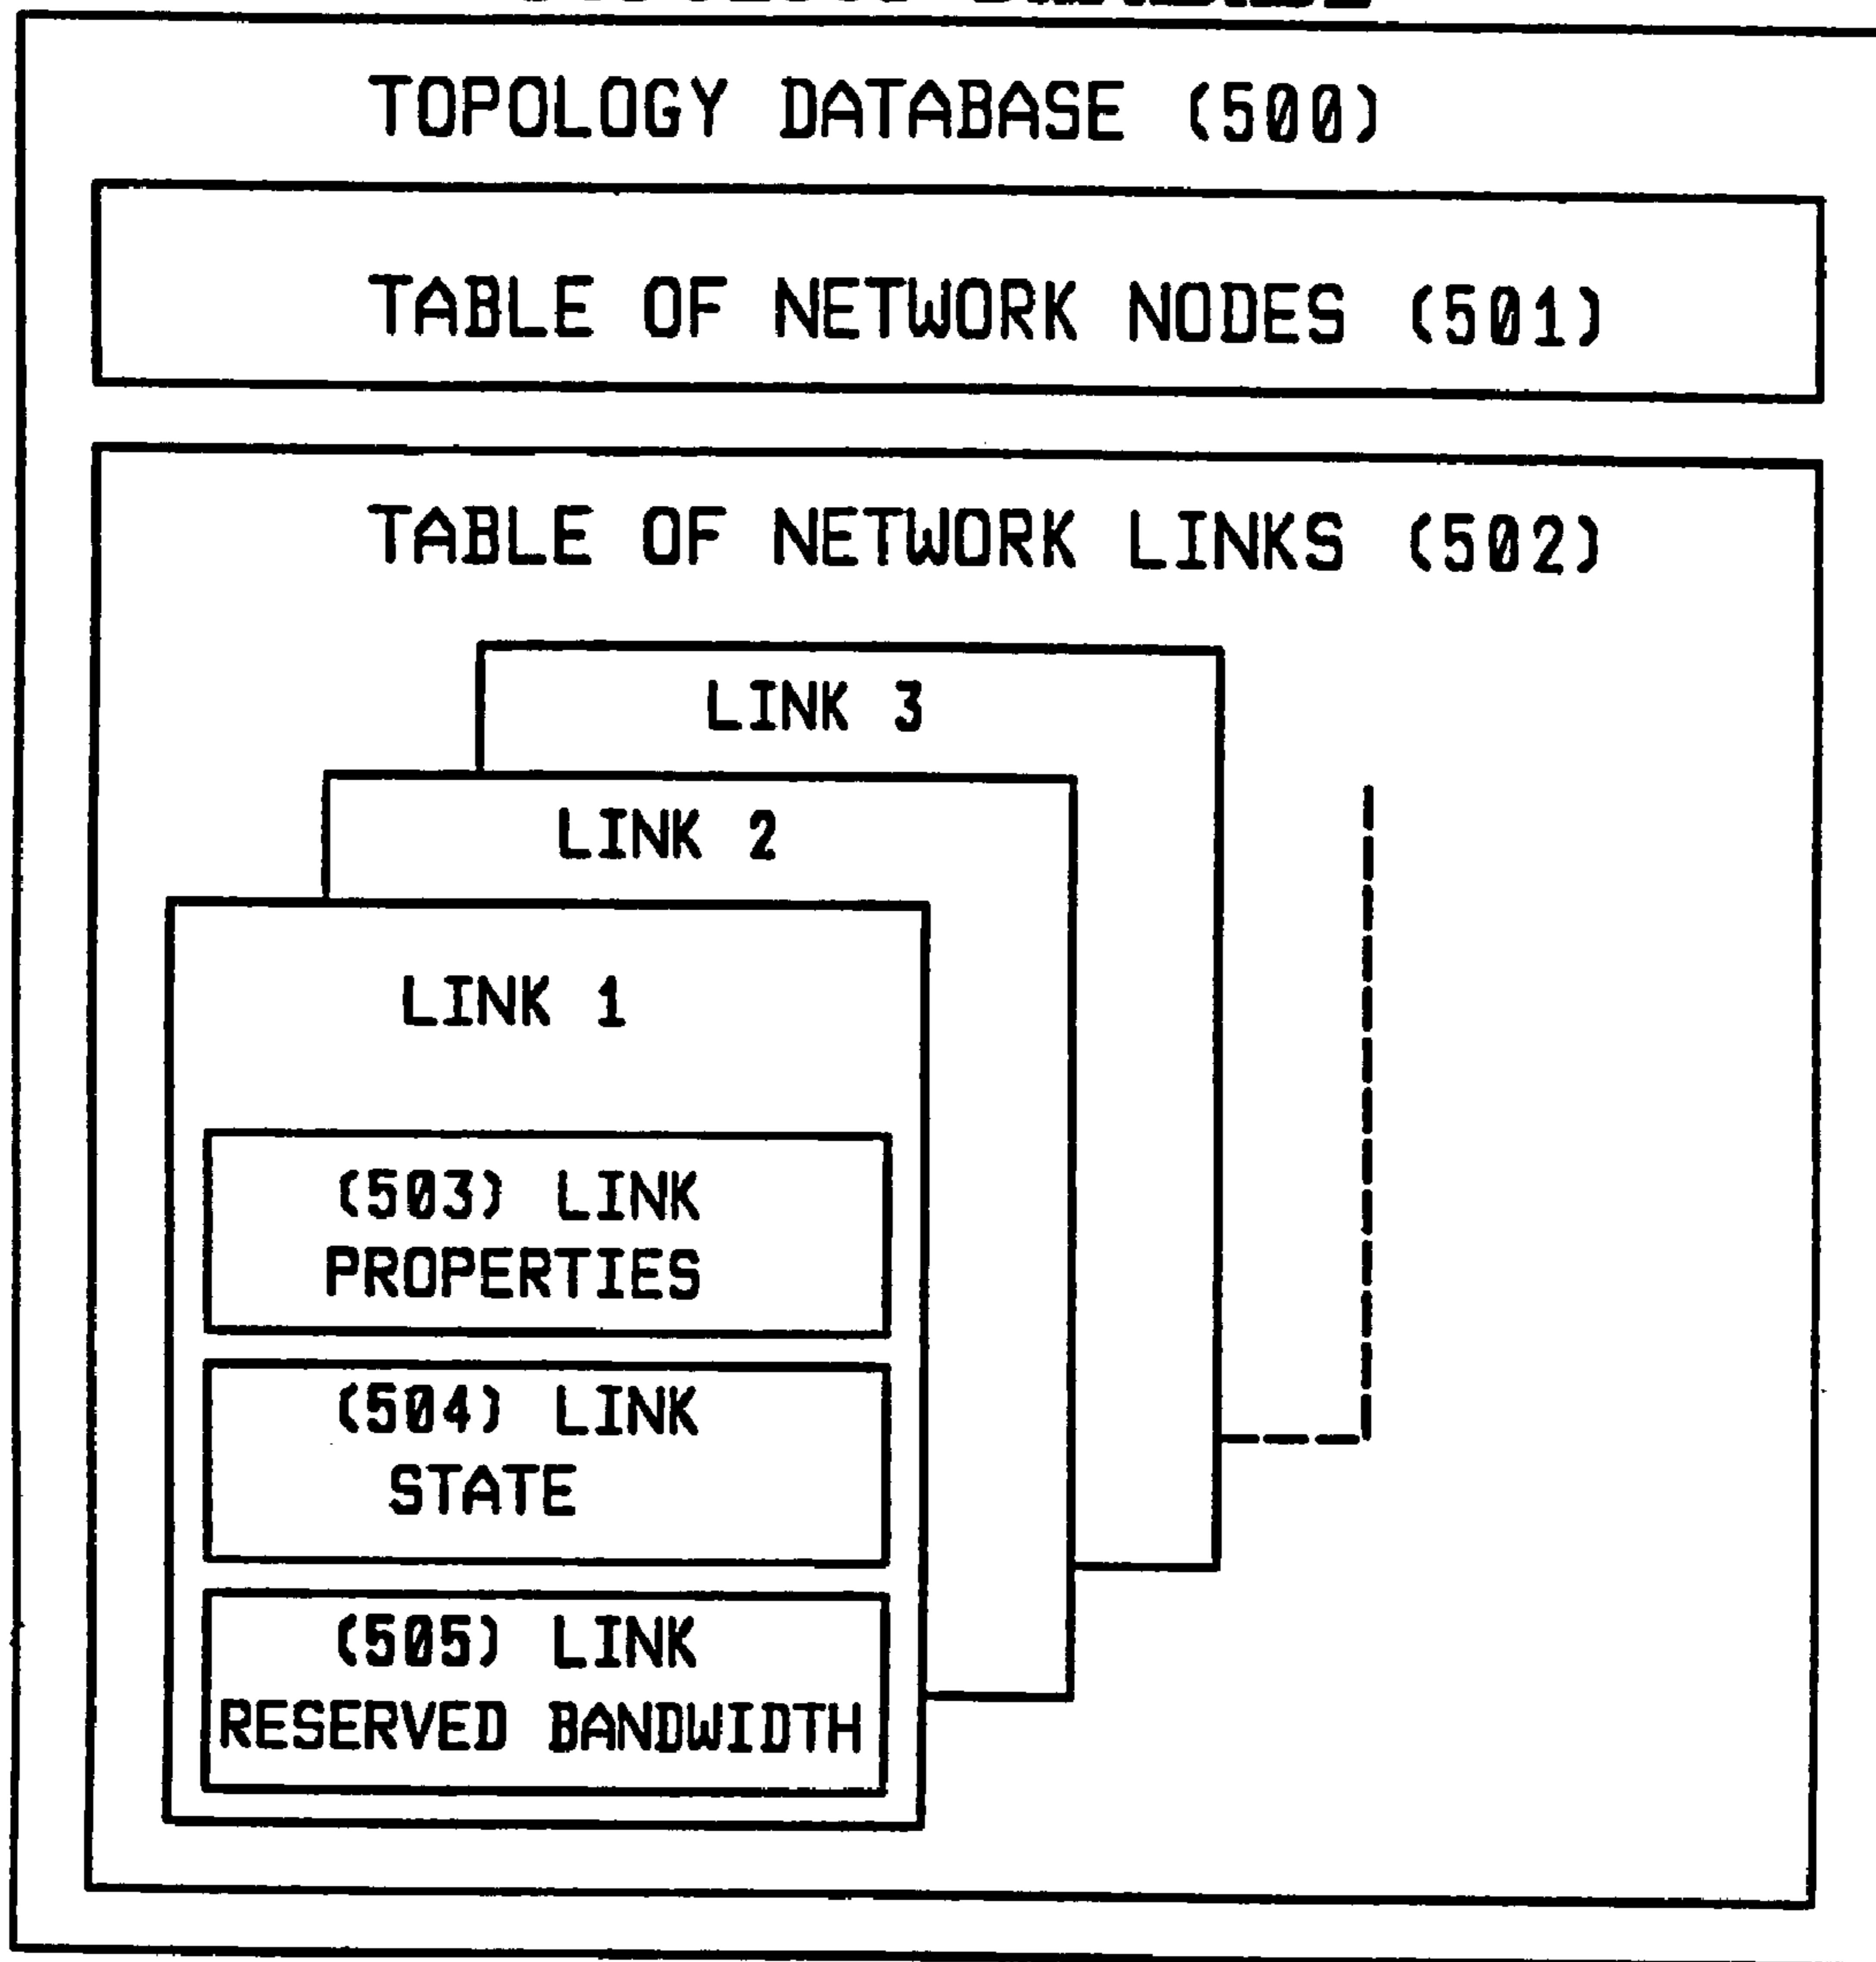 TOPOLOGY DATABASE (500)
TABLE OF NETWORK NODES (501)
TABLE OF NETWORK LINKS (502)
LINK 3
LINK 2
LINK 1
(503) LINK
PROPERTIES
(504) LINK
STATE
(505) LINK
RESERVED BANDWIDTH